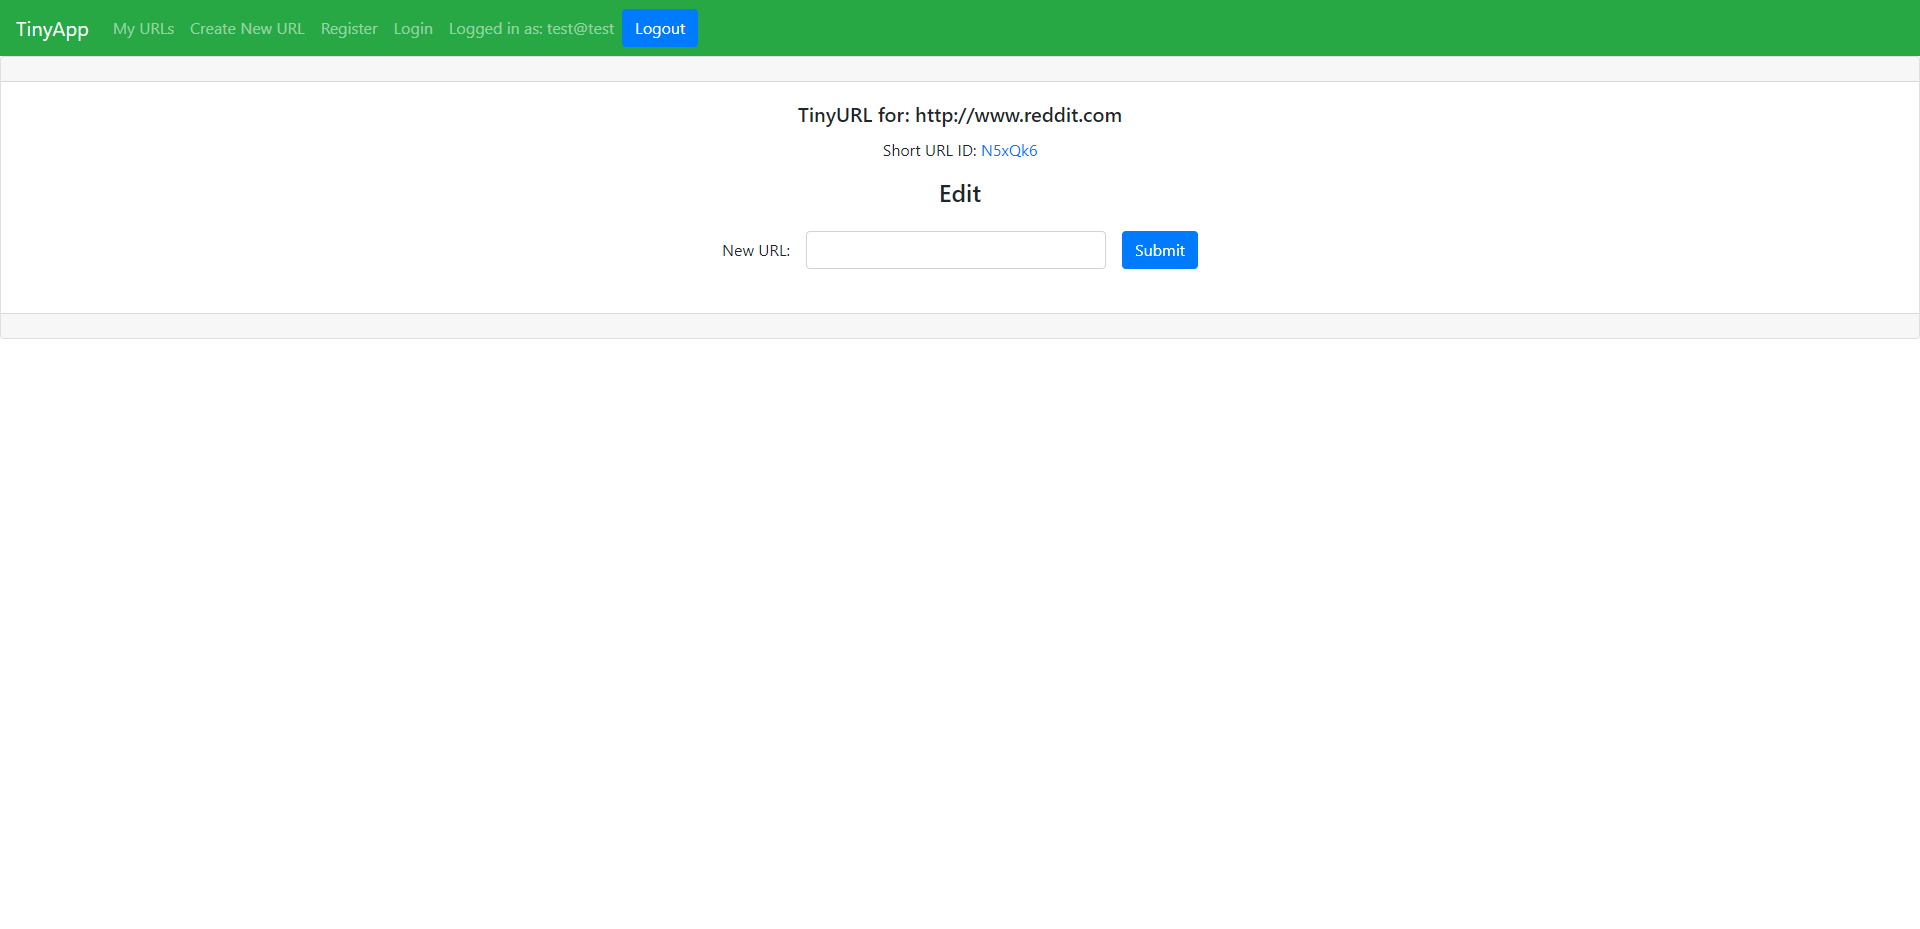 TinyApp My URLs Create New URL Register Login Logged in as: test@test Logout
TinyURL for: http://www.reddit.com
Short URL ID: N5xQk6
Edit
New URL: Submit